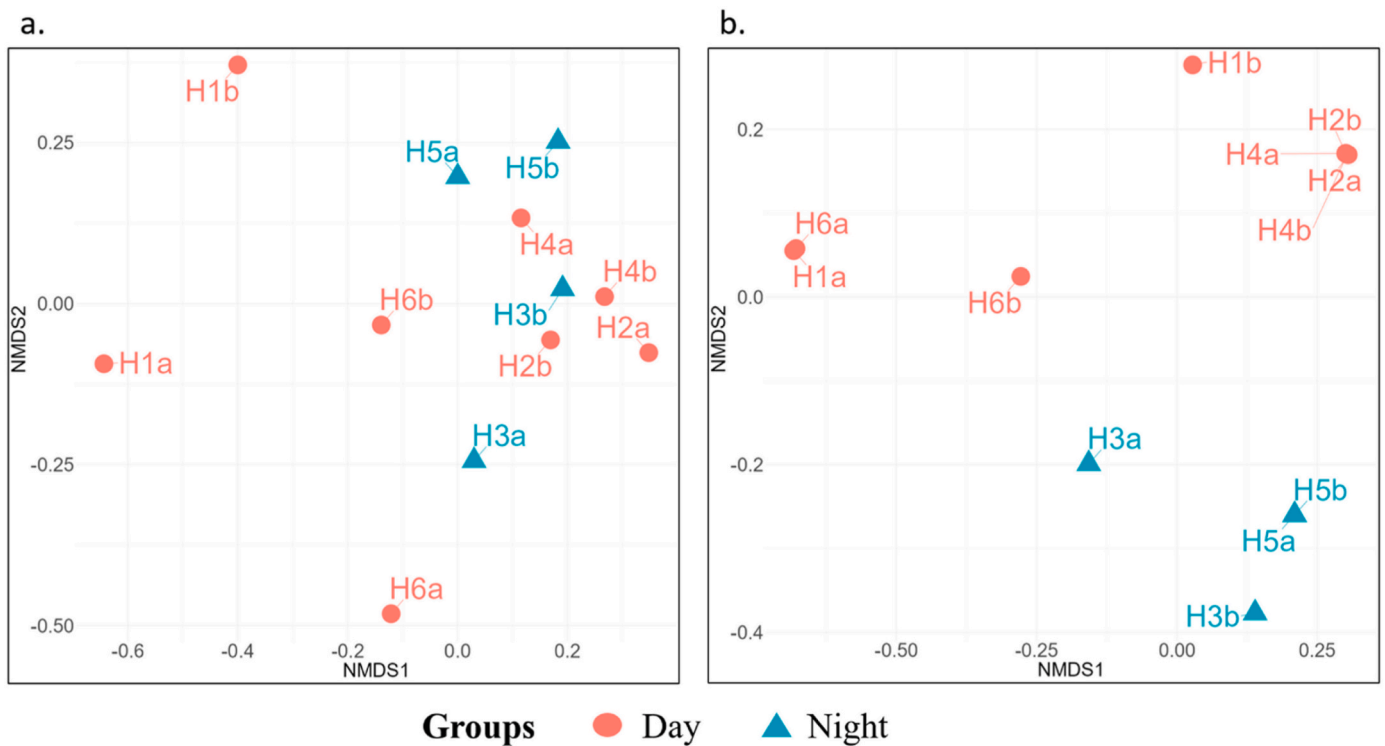 a.
H1b
0.25
H5a
H5b
H4a
H4b
0.00
H6b
H3b
H2a
H1a
H2b
H3a
-0.25
H6a
-0.50
-0.6 -0.4 -0.2 0.0 0.2
NMDS1
NMDS2
b.
H1b
0.2
H2b
H4a
H2a
H6a
H4b
H1a
0.0
H6b
H3a
-0.2
H5b
H5a
H3b
-0.4
-0.50 -0.25 0.00 0.25
NMDS1
NMDS2
Groups Day Night